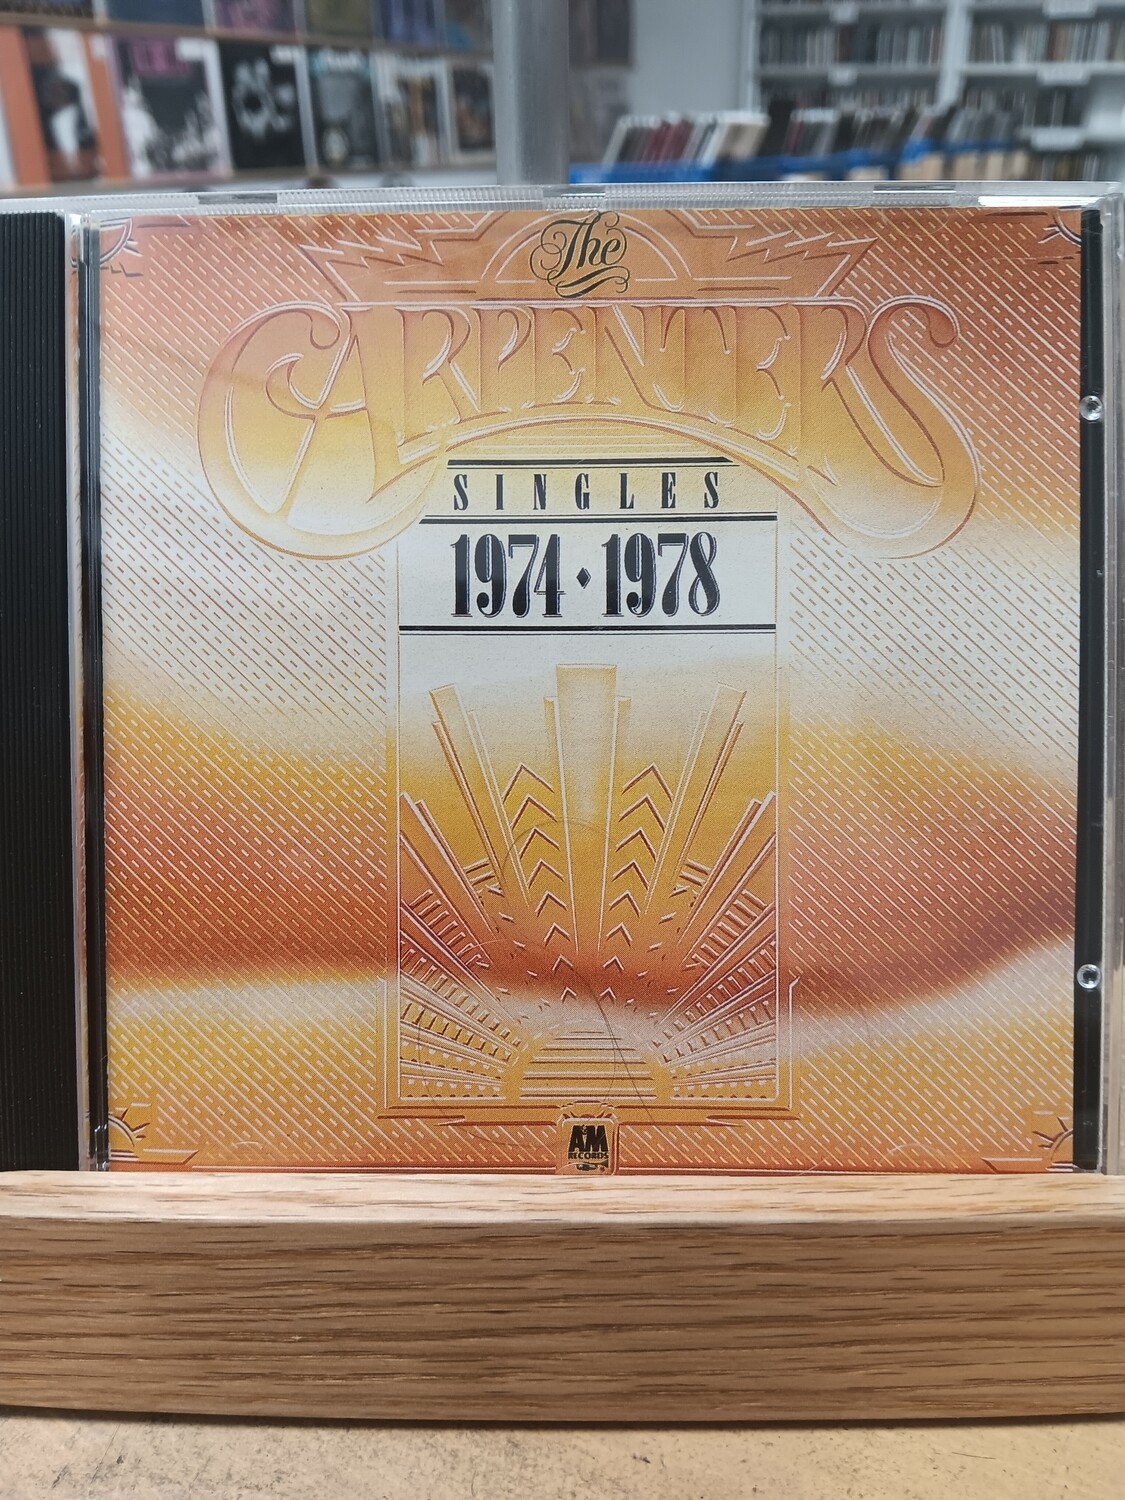 The
CARPENTERS
SINGLES
1974 • 1978
A&M
RECORDS